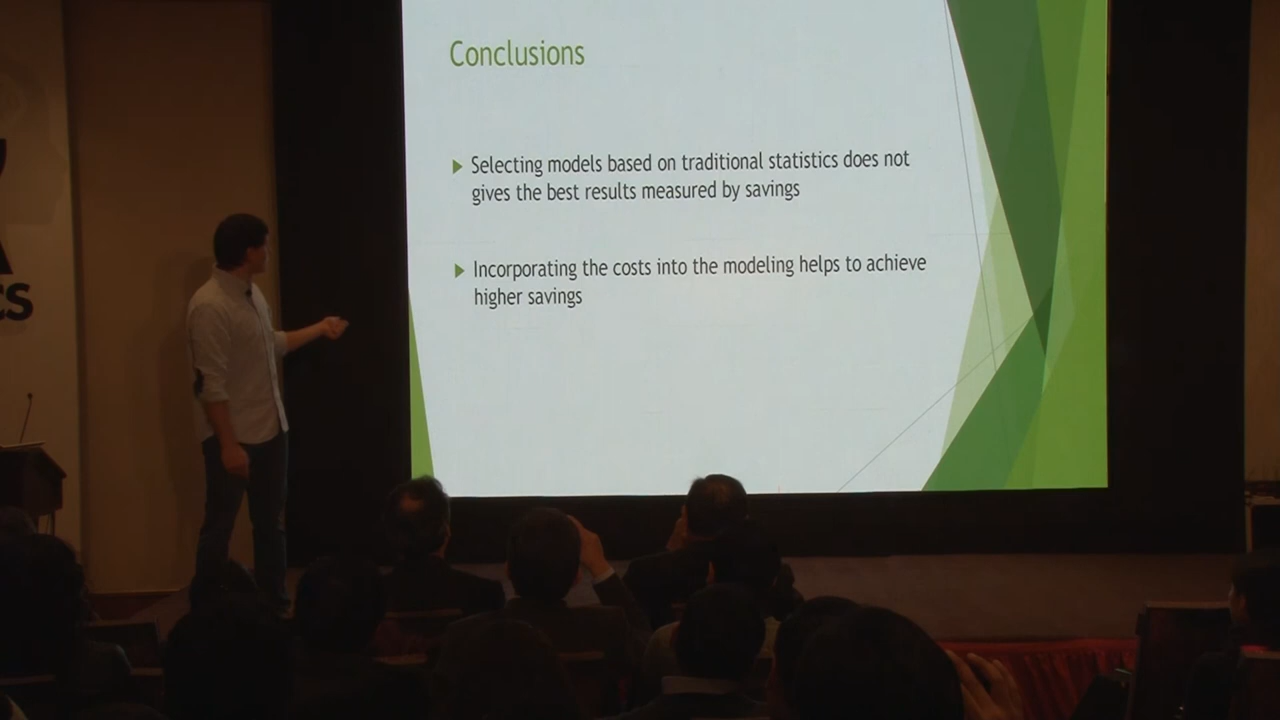 Conclusions
Selecting models based on traditional statistics does not
gives the best results measured by savings
Incorporating the costs into the modeling helps to achieve
higher savings
CS